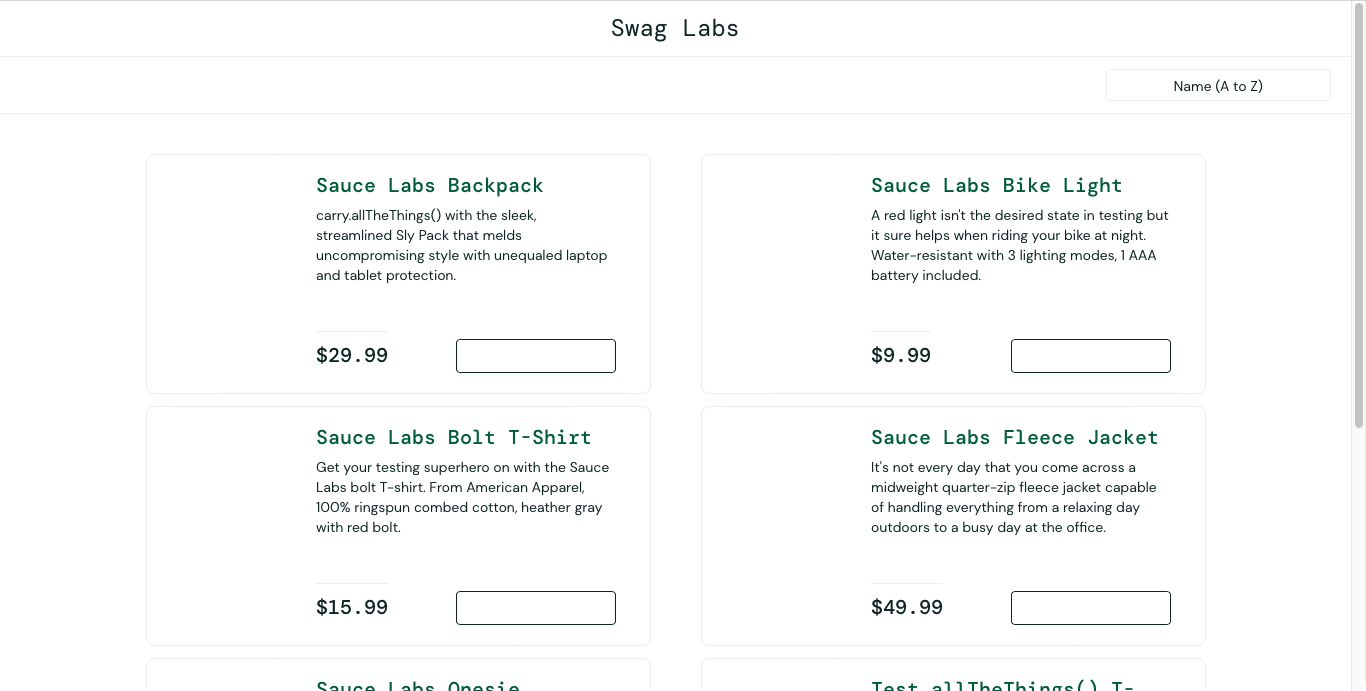 Swag Labs
Name (A to Z)
Sauce Labs Backpack
carry.allTheThings() with the sleek,
streamlined Sly Pack that melds
uncompromising style with unequaled laptop
and tablet protection.
$29.99
Sauce Labs Bike Light
A red light isn't the desired state in testing but
it sure helps when riding your bike at night.
Water-resistant with 3 lighting modes, 1 AAA
battery included.
$9.99
Sauce Labs Bolt T-Shirt
Get your testing superhero on with the Sauce
Labs bolt T-shirt. From American Apparel,
100% ringspun combed cotton, heather gray
with red bolt.
$15.99
Sauce Labs Fleece Jacket
It's not every day that you come across a
midweight quarter-zip fleece jacket capable
of handling everything from a relaxing day
outdoors to a busy day at the office.
$49.99
Sauce Labs Onesie
Test.allTheThings() T-